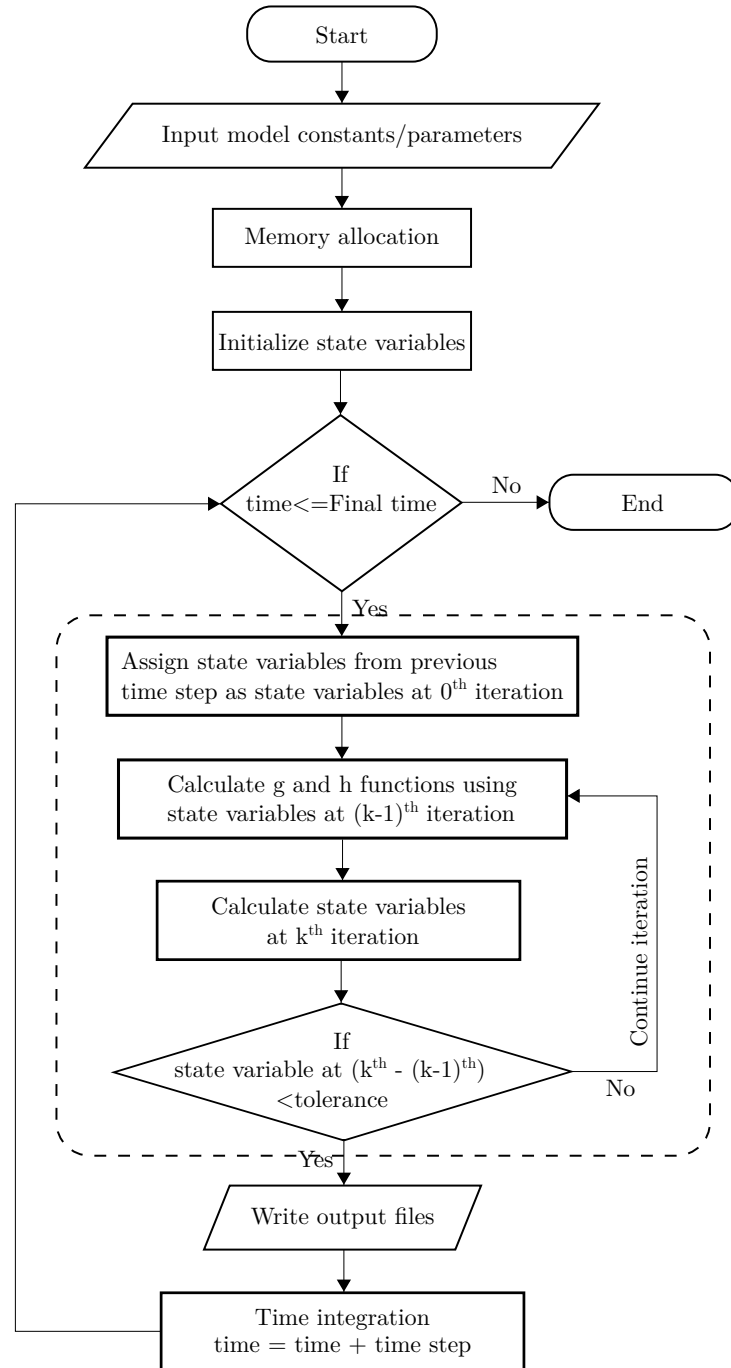 Start
Input model constants/parameters
Memory allocation
Initialize state variables
If
time<=Final time
No
End
Yes
Assign state variables from previous
time step as state variables at 0th iteration
Calculate g and h functions using
state variables at (k-1)th iteration
Calculate state variables
at kth iteration
Continue iteration
If
state variable at (kth - (k-1)th)
<tolerance
No
Yes
Write output files
Time integration
time = time + time step